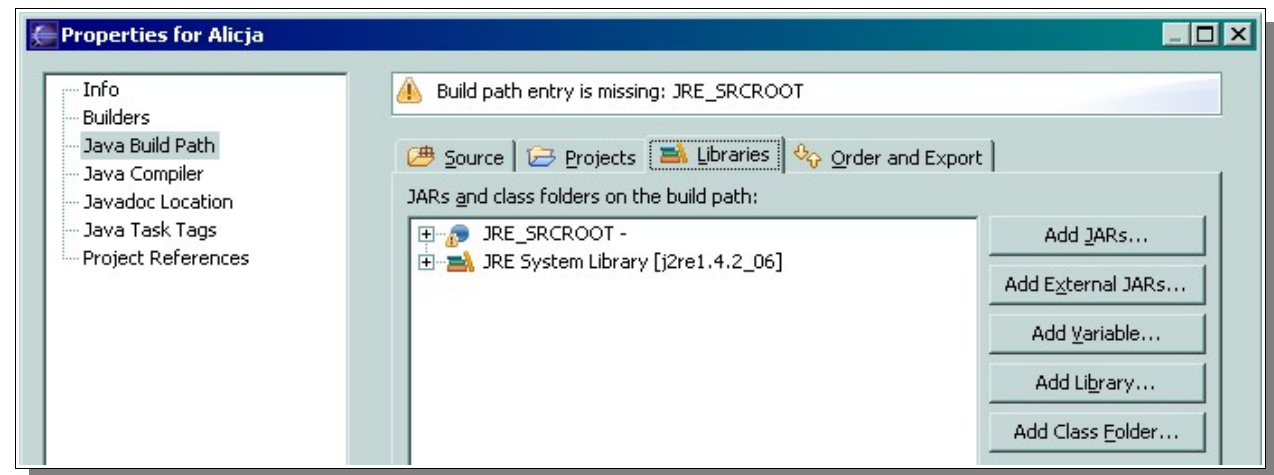 Properties for Alicja
Info
Builders
Java Build Path
Java Compiler
Javadoc Location
Java Task Tags
Project References
Build path entry is missing: JRE_SRCROOT
Source Projects Libraries Order and Export
JARs and class folders on the build path:
JRE_SRCROOT -
JRE System Library [j2re1.4.2_06]
Add JARs...
Add External JARs...
Add Variable...
Add Library...
Add Class Folder...